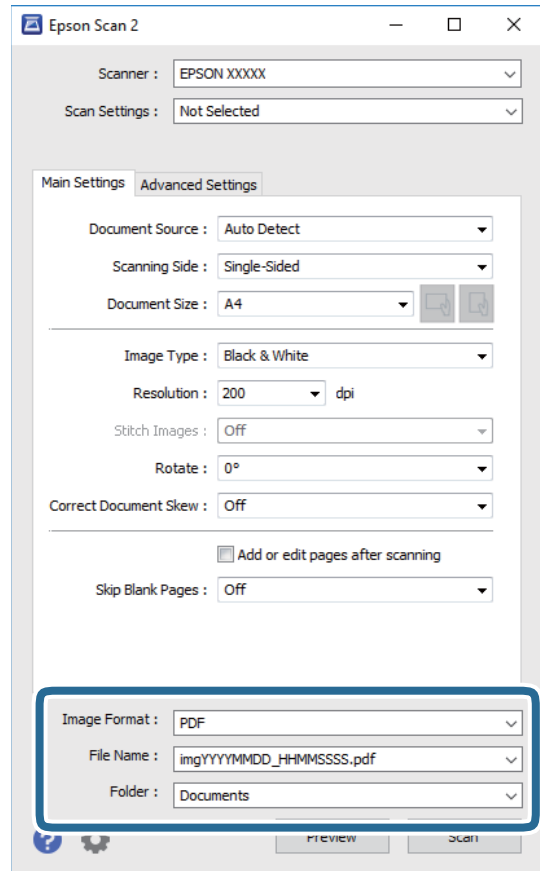 Epson Scan 2
Scanner : EPSON XXXXX
Scan Settings : Not Selected
Main Settings Advanced Settings
Document Source : Auto Detect
Scanning Side : Single-Sided
Document Size : A4
Image Type : Black & White
Resolution : 200 dpi
Stitch Images : Off
Rotate : 0°
Correct Document Skew : Off
Add or edit pages after scanning
Skip Blank Pages : Off
Image Format : PDF
File Name : imgYYYYMMDD_HHMMSSSS.pdf
Folder : Documents
? Preview Scan